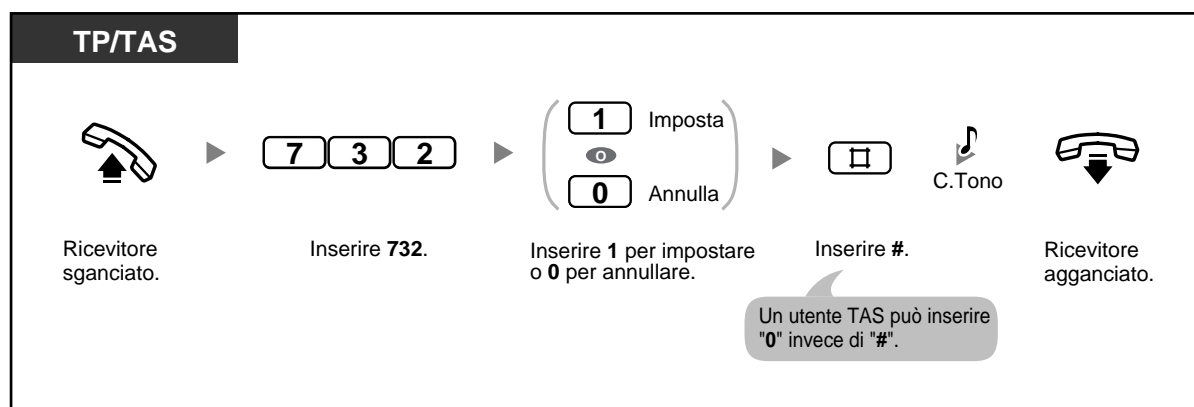 TP/TAS
7 3 2
1 Imposta
o
0 Annulla
C.Tono
Ricevitore
sganciato.
Inserire 732.
Inserire 1 per impostare
o 0 per annullare.
Inserire #.
Ricevitore
agganciato.
Un utente TAS può inserire
"0" invece di "#".